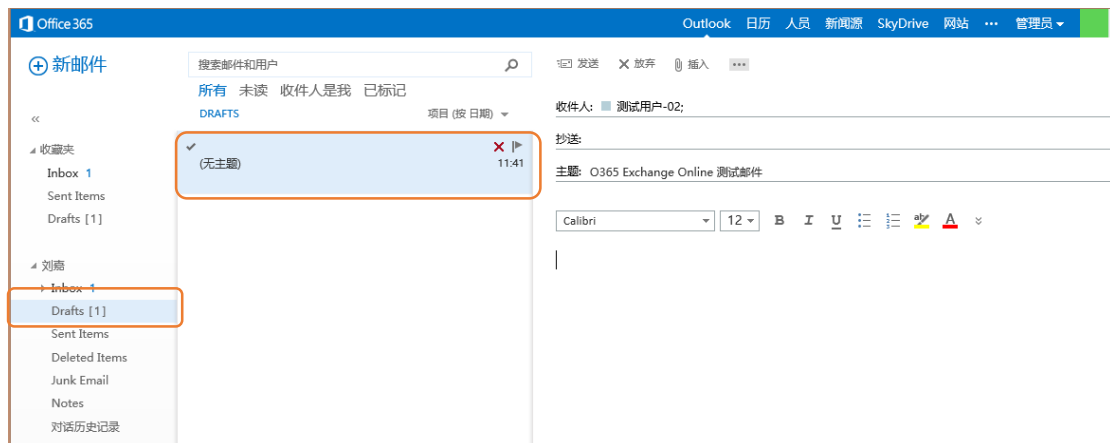 Office 365
Outlook 日历 人员 新闻源 SkyDrive 网站 ··· 管理员
新邮件
搜索邮件和用户
所有 未读 收件人是我 已标记
DRAFTS 项目 (按 日期)
«
收藏夹
Inbox 1
Sent Items
Drafts [1]
刘裔
Inbox 1
Drafts [1]
Sent Items
Deleted Items
Junk Email
Notes
对话历史记录
(无主题) 11:41
发送 放弃 插入 ···
收件人: 测试用户-02;
抄送:
主题: O365 Exchange Online 测试邮件
Calibri 12 B I U ab A